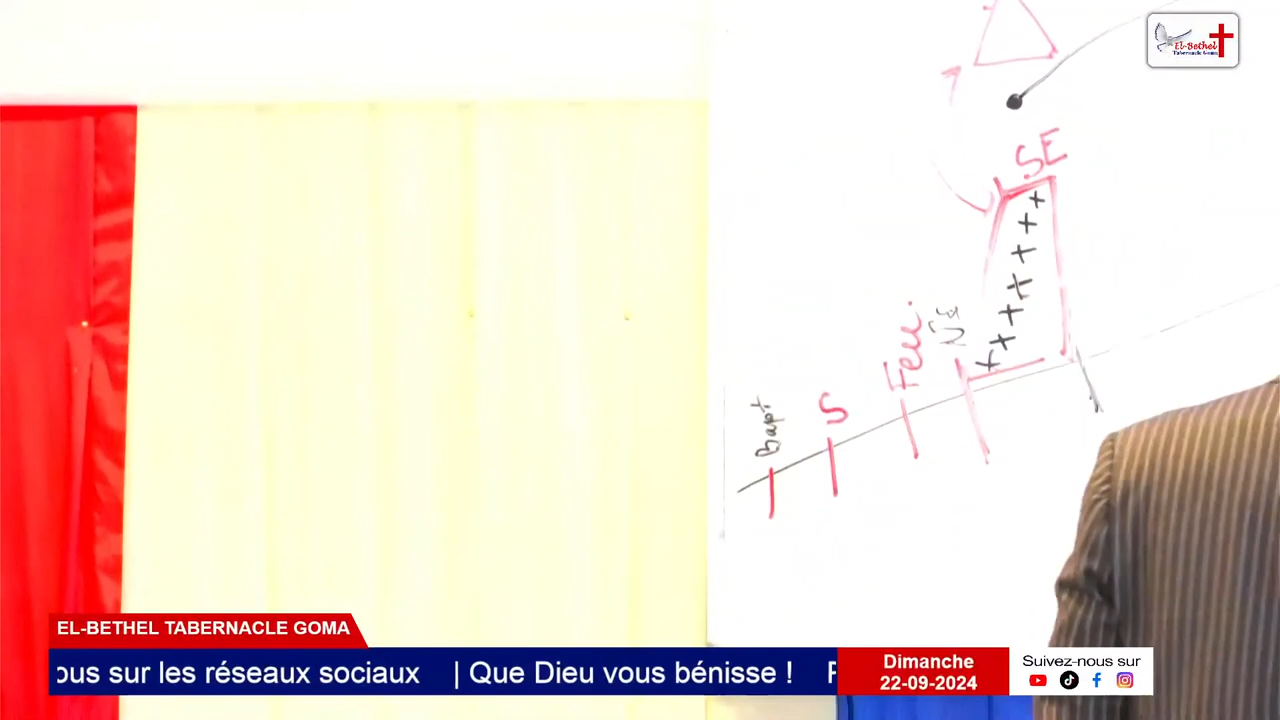 El-Bethel
Tabernacle Goma
SE
Feu.
Bapt
S
EL-BETHEL TABERNACLE GOMA
ous sur les réseaux sociaux | Que Dieu vous bénisse !
Dimanche
22-09-2024
Suivez-nous sur